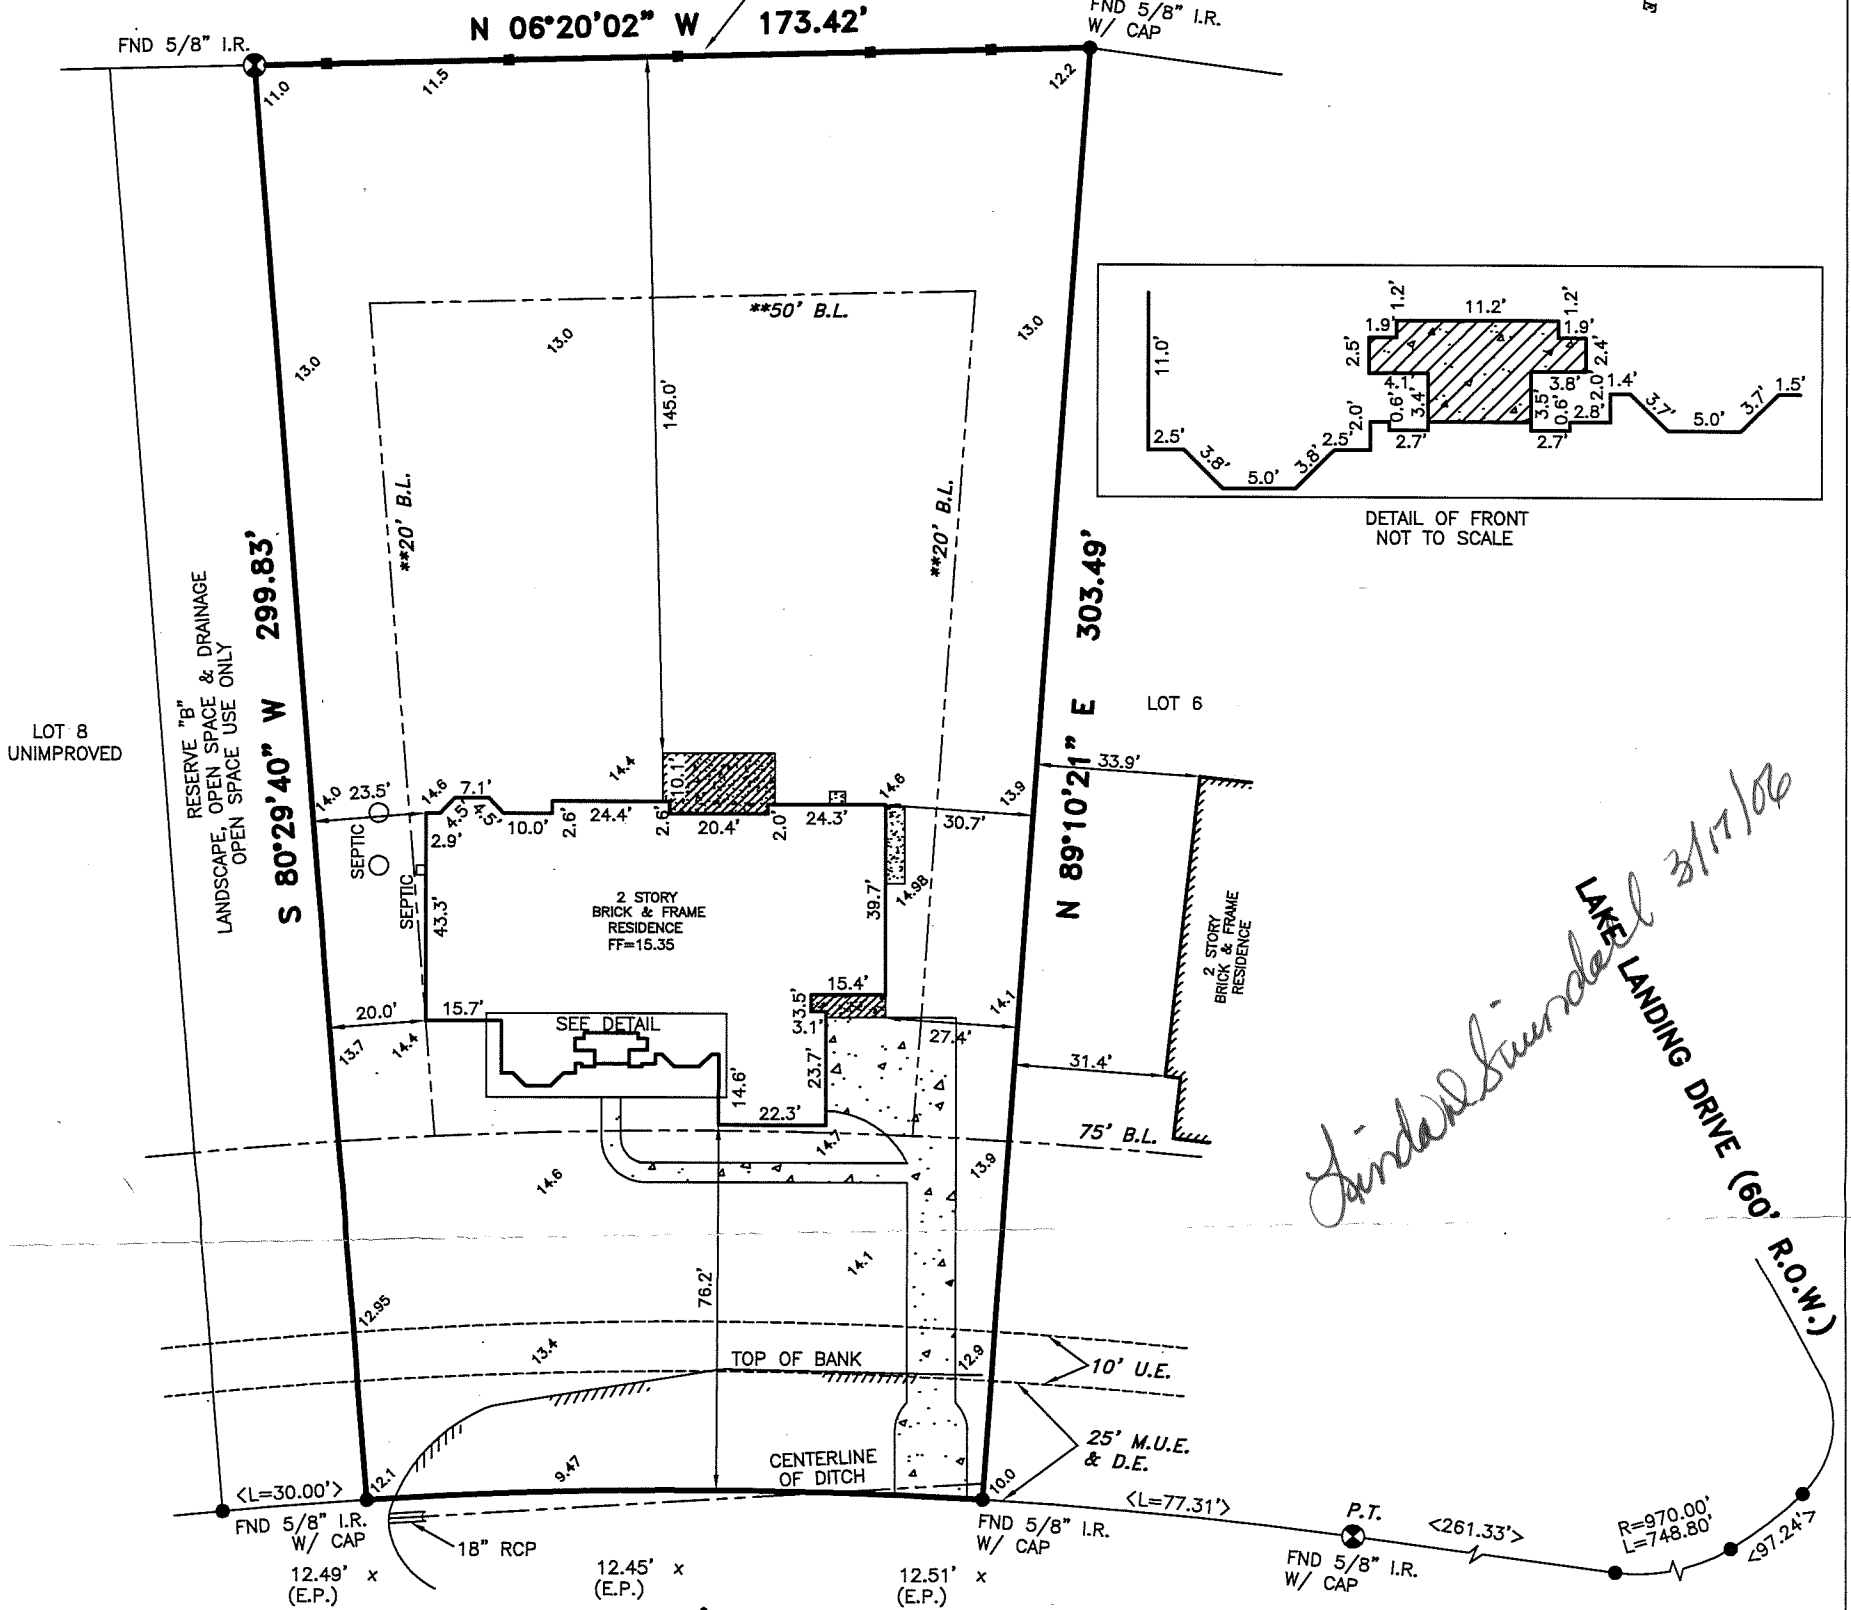 N 06°20'02" W 173.42'
FND 5/8" I.R.
FND 5/8" I.R.
W/ CAP
E
11.0
11.5
12.2
**50' B.L.
13.0
13.0
13.0
145.0'
**20' B.L.
**20' B.L.
1.2'
11.2'
1.2'
1.9'
1.9'
2.5'
2.4'
11.0'
4.1'
3.8'
0.6'
3.4'
3.5'
0.6'
2.0'
1.4'
2.0'
2.8'
3.7'
5.0'
3.7'
1.5'
2.5'
3.8'
5.0'
3.8'
2.5'
2.7'
2.7'
DETAIL OF FRONT
NOT TO SCALE
S 80°29'40" W 299.83'
N 89°10'21" E 303.49'
RESERVE "B"
LANDSCAPE, OPEN SPACE & DRAINAGE
OPEN SPACE USE ONLY
LOT 8
UNIMPROVED
LOT 6
14.0
23.5'
14.6
7.1'
4.5'
4.5'
2.9'
10.0'
2.6'
24.4'
14.4
2.6'
10.1'
20.4'
2.0'
24.3'
14.6
30.7'
13.9
33.9'
SEPTIC
SEPTIC
43.3'
2 STORY
BRICK & FRAME
RESIDENCE
FF=15.35
39.7'
14.98
2 STORY
BRICK & FRAME
RESIDENCE
20.0'
15.7'
13.7
14.4
SEE DETAIL
15.4'
3.5'
3.1'
23.7'
14.6'
22.3'
14.7
27.4'
14.1
31.4'
75' B.L.
14.6
13.9
LAKE LANDING DRIVE (60' R.O.W.)
3/17/06
76.2'
14.1
12.95
13.4
TOP OF BANK
12.9
10' U.E.
25' M.U.E.
& D.E.
CENTERLINE
OF DITCH
9.47
12.1
10.0
<L=30.00'>
FND 5/8" I.R.
W/ CAP
18" RCP
FND 5/8" I.R.
W/ CAP
<L=77.31'>
P.T.
FND 5/8" I.R.
W/ CAP
<261.33'>
R=970.00'
L=748.80'
<97.24'>
12.49' x
(E.P.)
12.45' x
(E.P.)
12.51' x
(E.P.)